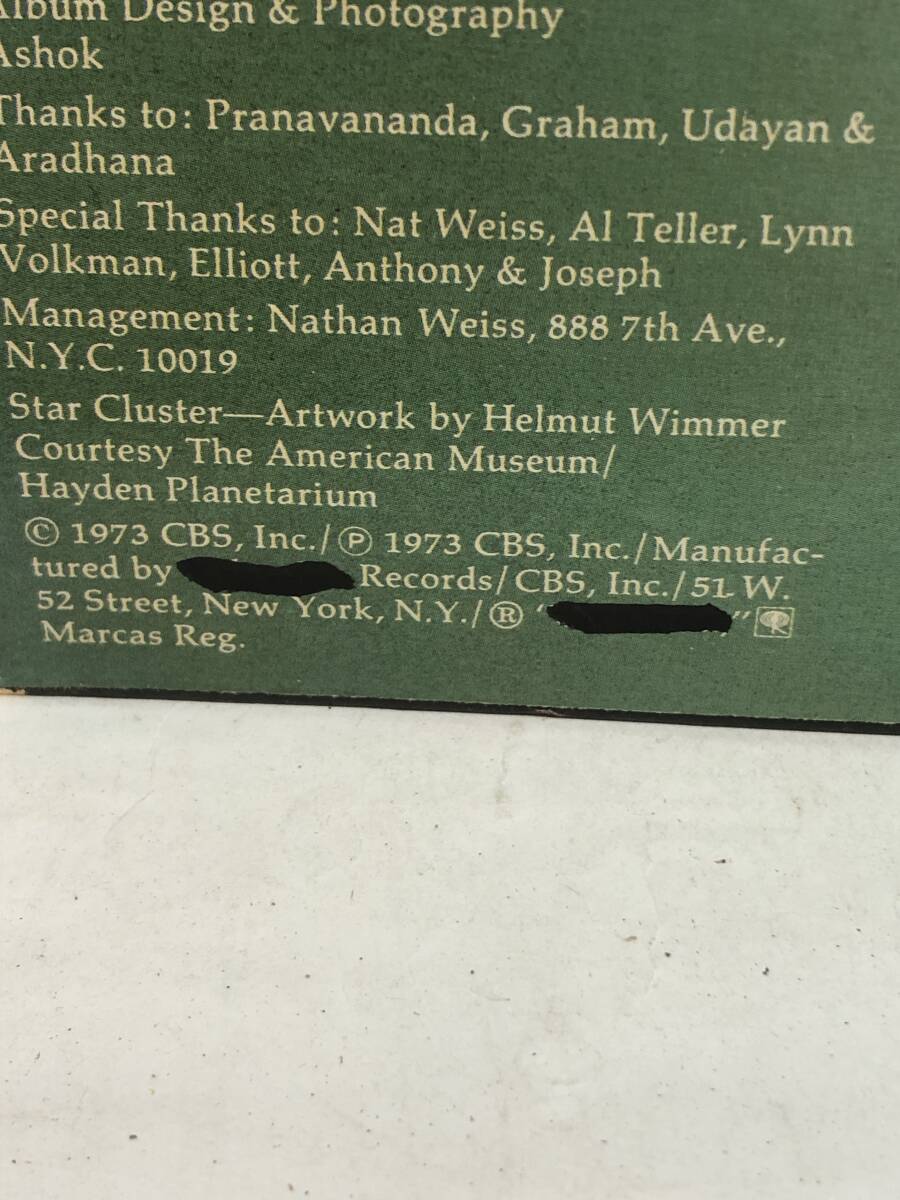 Album Design & Photography
Ashok
Thanks to: Pranavananda, Graham, Udayan &
Aradhana
Special Thanks to: Nat Weiss, Al Teller, Lynn
Volkman, Elliott, Anthony & Joseph
Management: Nathan Weiss, 888 7th Ave.,
N.Y.C. 10019
Star Cluster—Artwork by Helmut Wimmer
Courtesy The American Museum/
Hayden Planetarium
© 1973 CBS, Inc./℗ 1973 CBS, Inc./Manufac-
tured by Records/CBS, Inc./51 W.
52 Street, New York, N.Y./® " "
Marcas Reg.